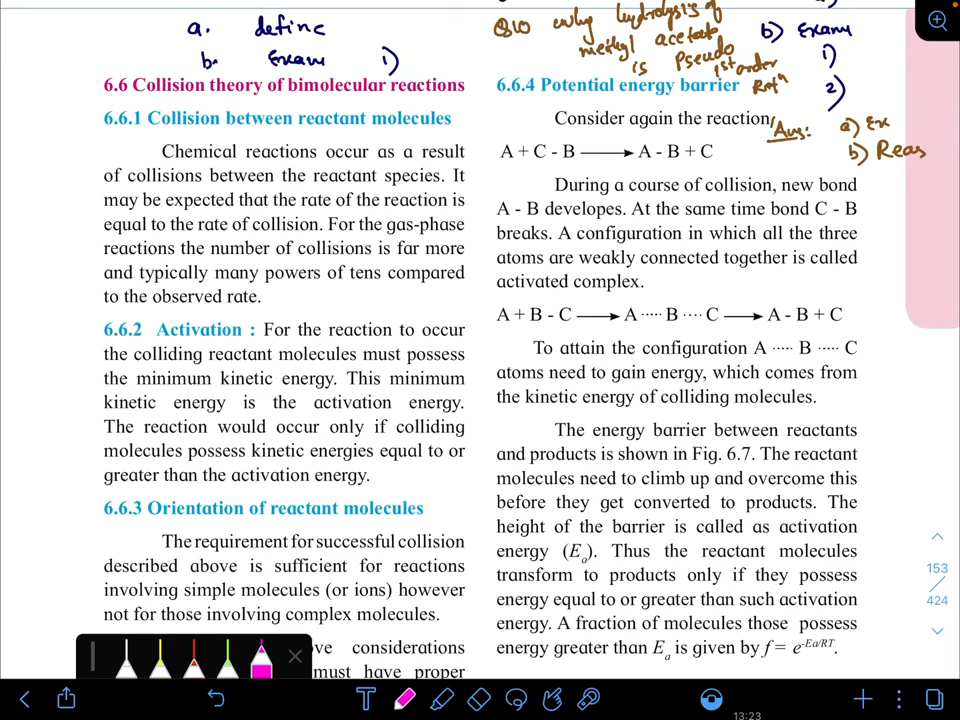 a. define
b. Exam 1)
Q10 why hydrolysis of
methyl acetate
is Pseudo
1st order
b) Exam
1)
2)
Ans:
a) Ex
b) Reas
6.6 Collision theory of bimolecular reactions
6.6.1 Collision between reactant molecules
Chemical reactions occur as a result
of collisions between the reactant species. It
may be expected that the rate of the reaction is
equal to the rate of collision. For the gas-phase
reactions the number of collisions is far more
and typically many powers of tens compared
to the observed rate.
6.6.2 Activation : For the reaction to occur
the colliding reactant molecules must possess
the minimum kinetic energy. This minimum
kinetic energy is the activation energy.
The reaction would occur only if colliding
molecules possess kinetic energies equal to or
greater than the activation energy.
6.6.3 Orientation of reactant molecules
The requirement for successful collision
described above is sufficient for reactions
involving simple molecules (or ions) however
not for those involving complex molecules.
considerations
must have proper
6.6.4 Potential energy barrier
Consider again the reaction
A + C - B ⟶ A - B + C
During a course of collision, new bond
A - B developes. At the same time bond C - B
breaks. A configuration in which all the three
atoms are weakly connected together is called
activated complex.
A + B - C ⟶ A ····· B ···· C ⟶ A - B + C
To attain the configuration A ····· B ····· C
atoms need to gain energy, which comes from
the kinetic energy of colliding molecules.
The energy barrier between reactants
and products is shown in Fig. 6.7. The reactant
molecules need to climb up and overcome this
before they get converted to products. The
height of the barrier is called as activation
energy (Ea). Thus the reactant molecules
transform to products only if they possess
energy equal to or greater than such activation
energy. A fraction of molecules those possess
energy greater than Ea is given by f = e-Ea/RT.
153
424
13:23